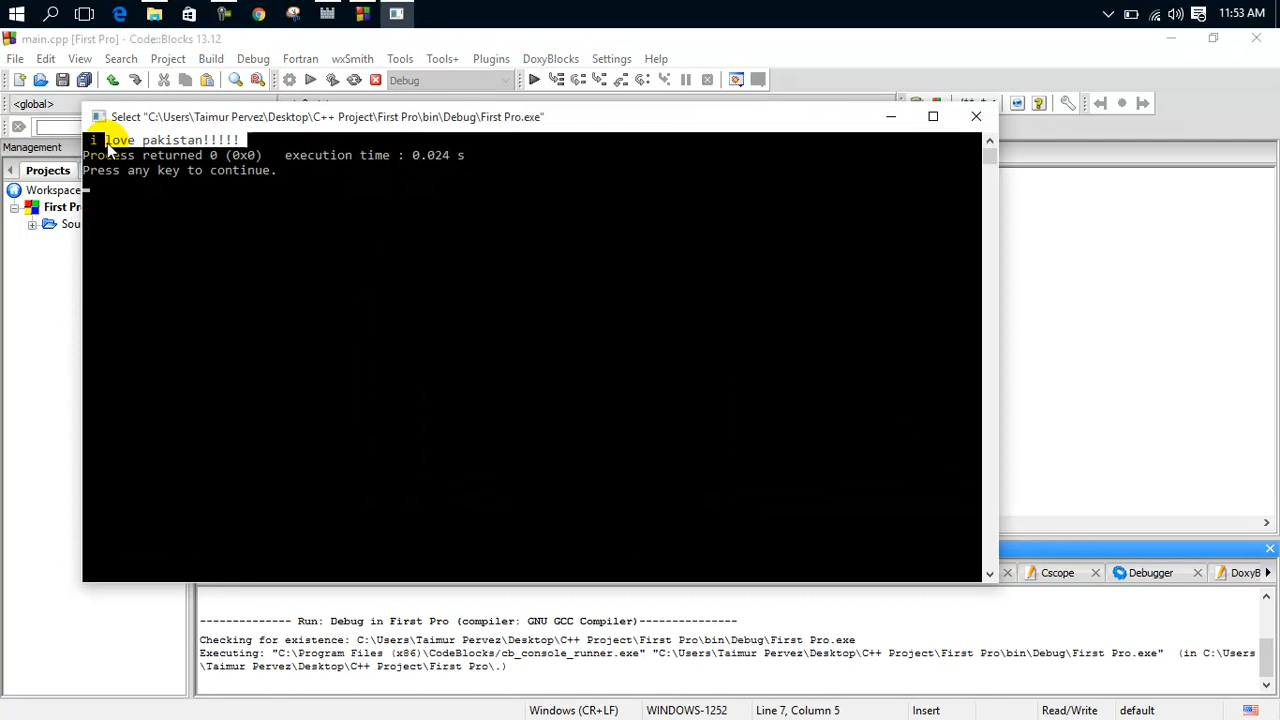 11:53 AM
main.cpp [First Pro] - Code::Blocks 13.12
File Edit View Search Project Build Debug Fortran wxSmith Tools Tools+ Plugins DoxyBlocks Settings Help
Debug
<global>
Select "C:\Users\Taimur Pervez\Desktop\C++ Project\First Pro\bin\Debug\First Pro.exe"
i love pakistan!!!!!
Process returned 0 (0x0)   execution time : 0.024 s
Press any key to continue.
Management
Projects
Workspace
First Pr
Sou
Cscope
Debugger
DoxyB
-------------- Run: Debug in First Pro (compiler: GNU GCC Compiler)---------------
Checking for existence: C:\Users\Taimur Pervez\Desktop\C++ Project\First Pro\bin\Debug\First Pro.exe
Executing: "C:\Program Files (x86)\CodeBlocks/cb_console_runner.exe" "C:\Users\Taimur Pervez\Desktop\C++ Project\First Pro\bin\Debug\First Pro.exe"  (in C:\Users
\Taimur Pervez\Desktop\C++ Project\First Pro\.)
Windows (CR+LF) WINDOWS-1252 Line 7, Column 5 Insert Read/Write default